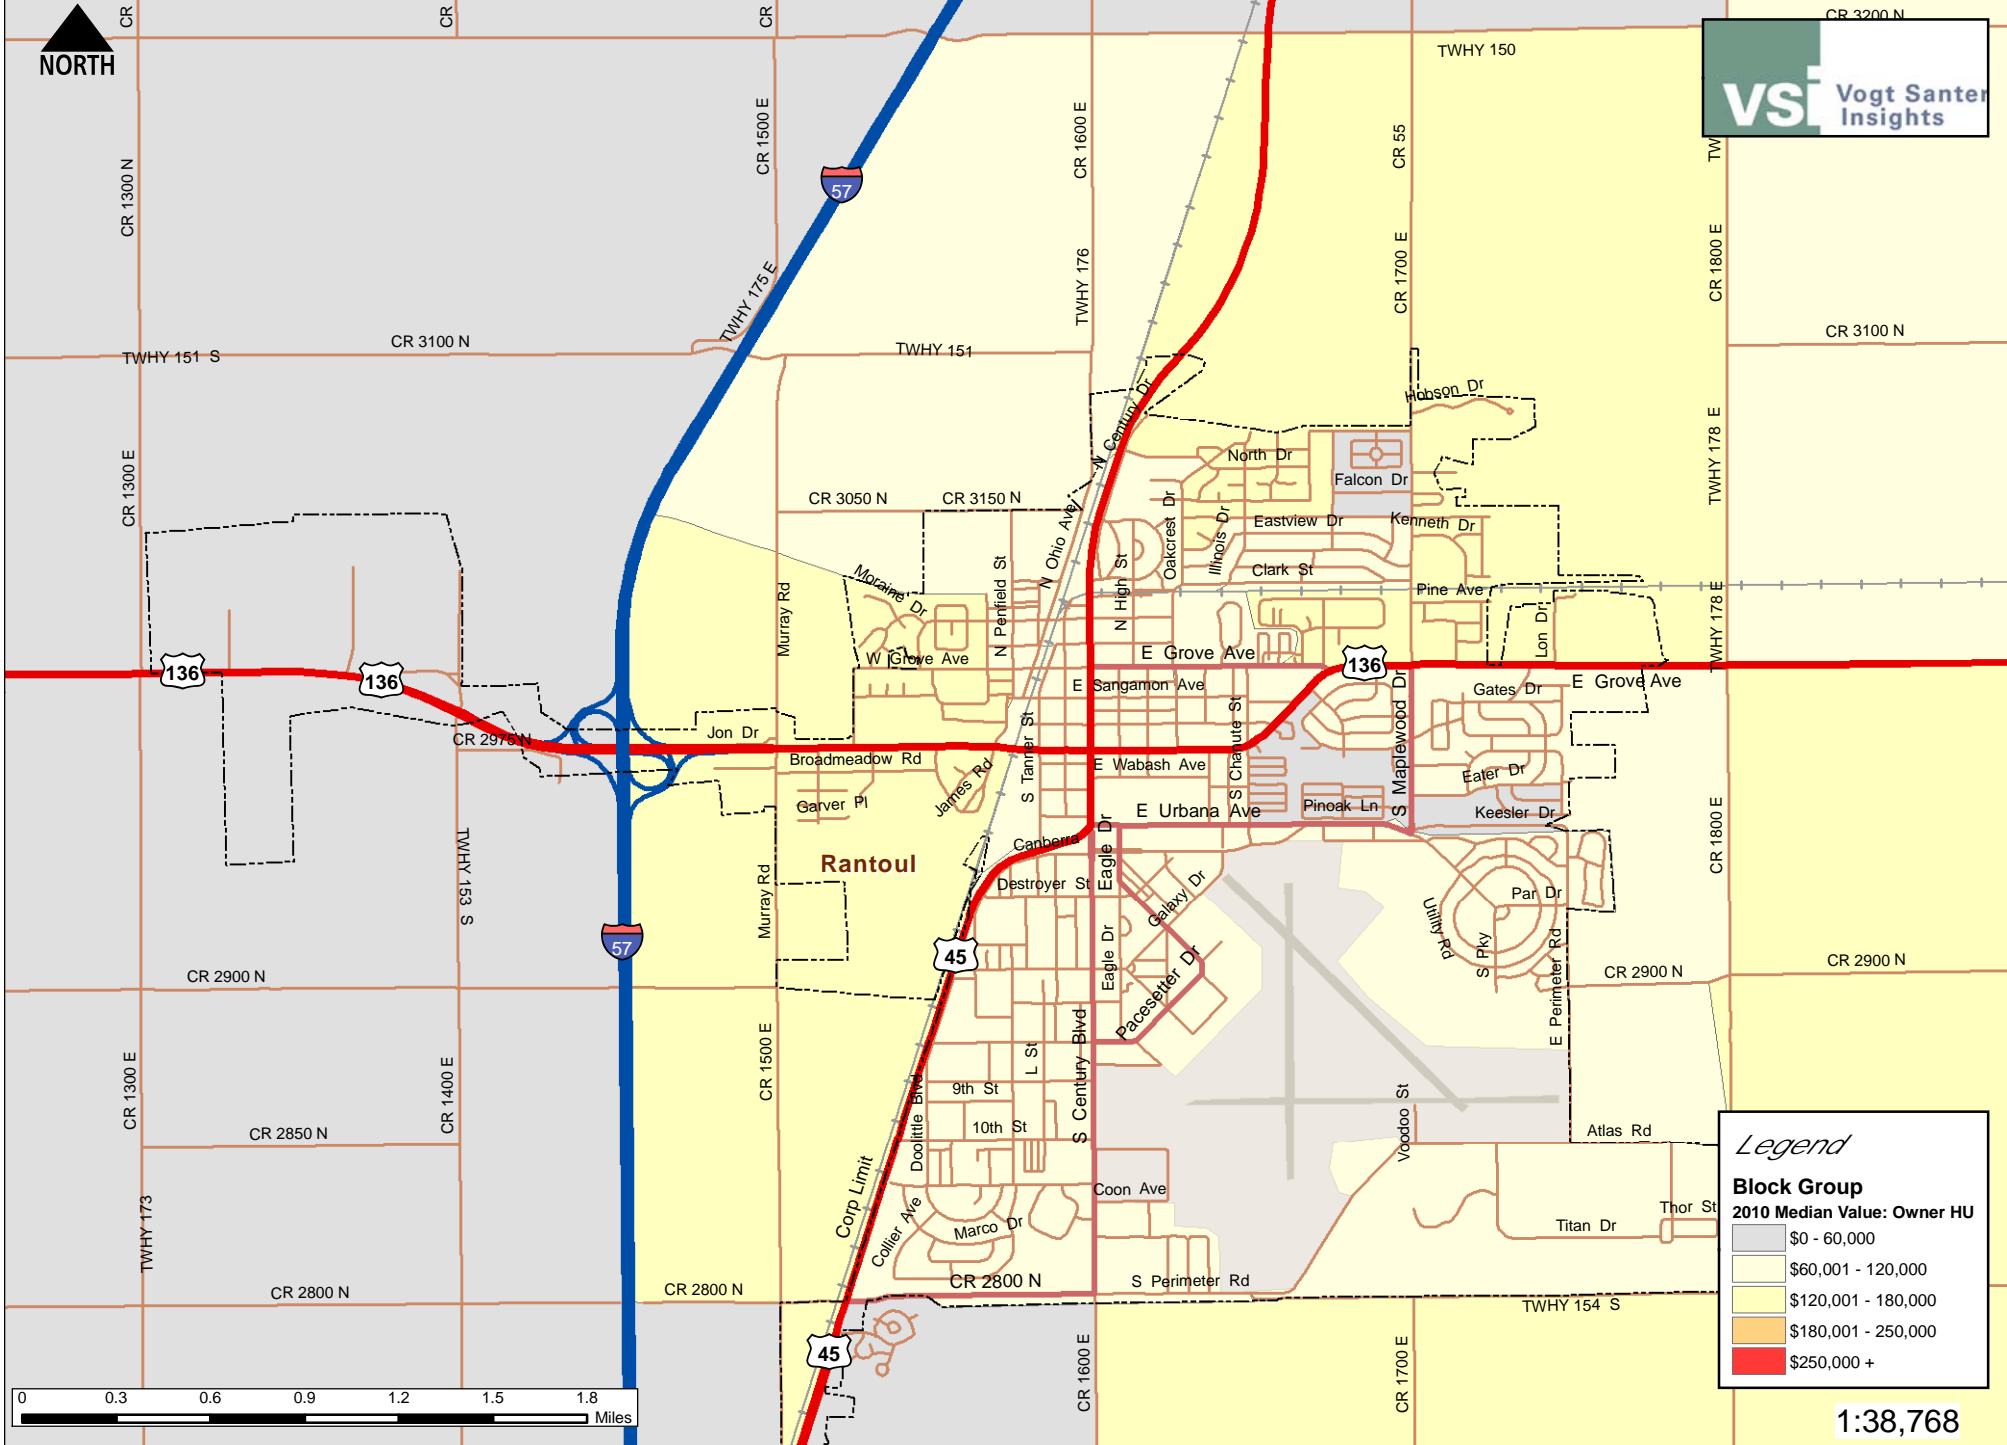 CR
CR
CR
CR 3200 N
NORTH
TWHY 150
VSI
Vogt Santer
Insights
57
CR 1300 N
CR 1500 E
CR 1600 E
CR 55
TW
TWHY 175 E
TWHY 176
CR 1700 E
CR 1800 E
TWHY 151 S
CR 3100 N
TWHY 151
CR 3100 N
N Century Dr
Hobson Dr
CR 1300 E
North Dr
Falcon Dr
TWHY 178 E
CR 3050 N
CR 3150 N
N Ohio Ave
Oakcrest Dr
Illinois Dr
Eastview Dr
Kenneth Dr
Clark St
Moraine Dr
Murray Rd
N Penfield St
N High St
Pine Ave
TWHY 178 E
Lon Dr
136
136
W Grove Ave
E Grove Ave
136
E Sangamon Ave
S Maplewood Dr
Gates Dr
E Grove Ave
CR 2975 N
Jon Dr
Broadmeadow Rd
James Rd
S Tanner St
E Wabash Ave
S Chanute St
Eater Dr
Garver Pl
E Urbana Ave
Pinoak Ln
Keesler Dr
TWHY 153 S
Rantoul
Canberra
Eagle Dr
CR 1800 E
Murray Rd
Destroyer St
Galaxy Dr
Utility Rd
Par Dr
57
45
Eagle Dr
Pacesetter Dr
S Pky
E Perimeter Rd
CR 2900 N
CR 2900 N
CR 2900 N
CR 1300 E
CR 1400 E
CR 1500 E
L St
S Century Blvd
9th St
Doolittle Blvd
Voodoo St
CR 2850 N
10th St
Atlas Rd
Corp Limit
Coon Ave
TWHY 173
Collier Ave
Marco Dr
Titan Dr
Thor St
CR 2800 N
CR 2800 N
CR 2800 N
S Perimeter Rd
TWHY 154 S
45
CR 1600 E
CR 1700 E
Legend
Block Group
2010 Median Value: Owner HU
$0 - 60,000
$60,001 - 120,000
$120,001 - 180,000
$180,001 - 250,000
$250,000 +
0 0.3 0.6 0.9 1.2 1.5 1.8
Miles
1:38,768